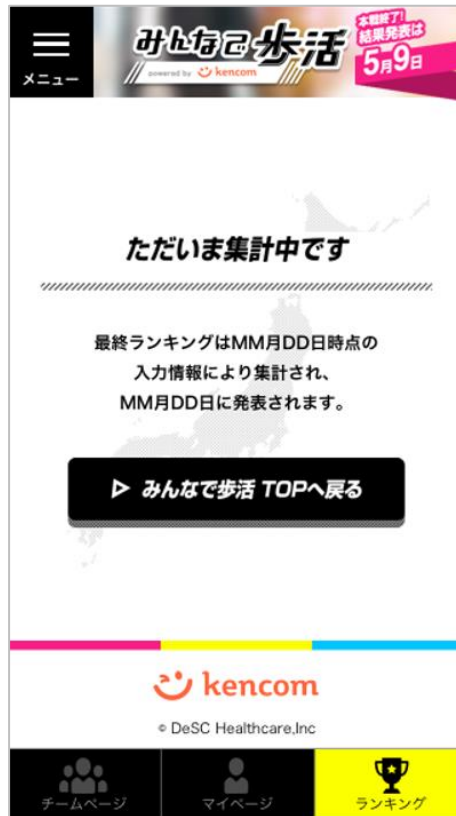 メニュー
みんなで歩活
powered by kencom
本戦終了!
結果発表は
5月9日
ただいま集計中です
最終ランキングはMM月DD日時点の
入力情報により集計され、
MM月DD日に発表されます。
みんなで歩活 TOPへ戻る
kencom
© DeSC Healthcare,Inc
チームページ
マイページ
ランキング